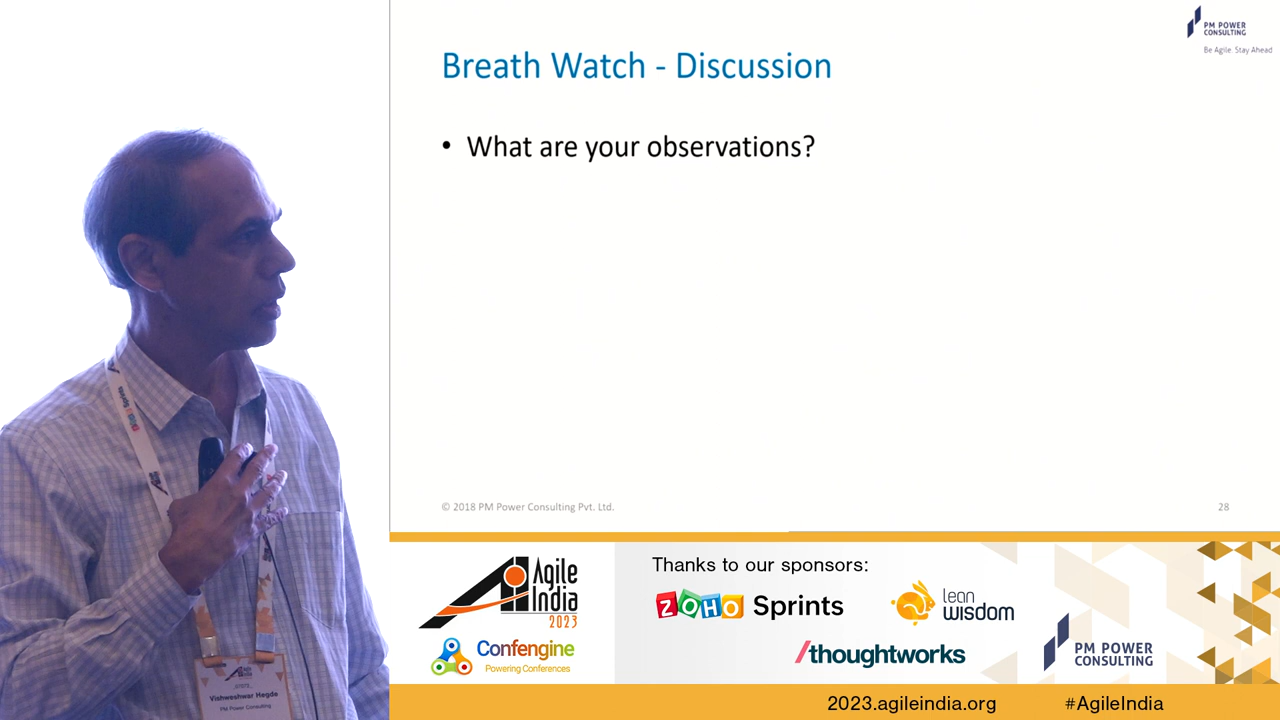 PM POWER
CONSULTING
Be Agile. Stay Ahead
Breath Watch - Discussion
• What are your observations?
© 2018 PM Power Consulting Pvt. Ltd.
28
Agile
India
2023
Confengine
Powering Conferences
Thanks to our sponsors:
ZOHO Sprints
lean
wisdom
/thoughtworks
PM POWER
CONSULTING
2023.agileindia.org
#AgileIndia
Vishweshwar Hegde
PM Power Consulting